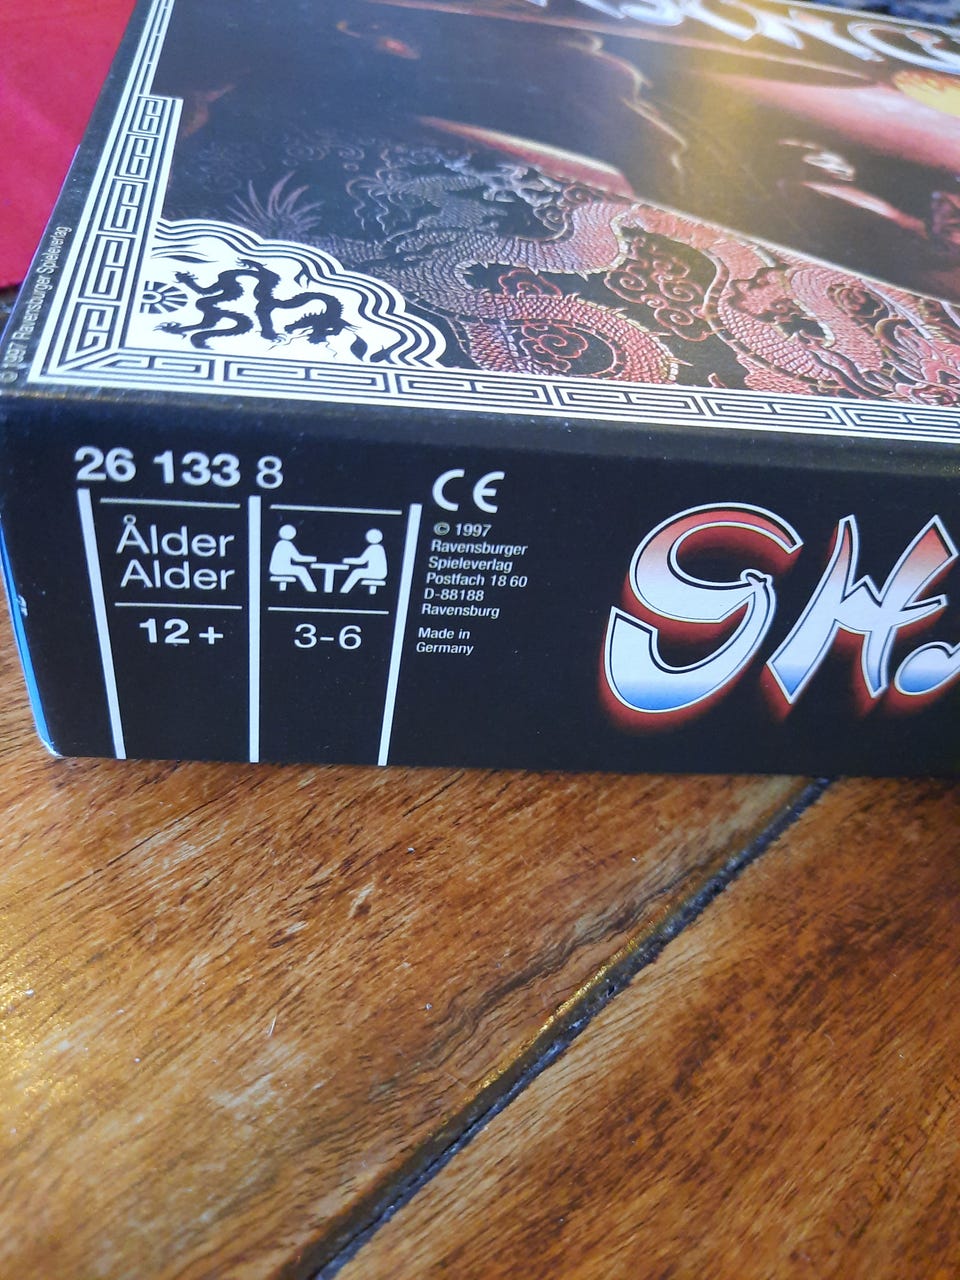 © 1997 Ravensburger Spieleverlag
26 133 8
Ålder
Alder
12+
3-6
CE
© 1997
Ravensburger
Spieleverlag
Postfach 18 60
D-88188
Ravensburg
Made in
Germany